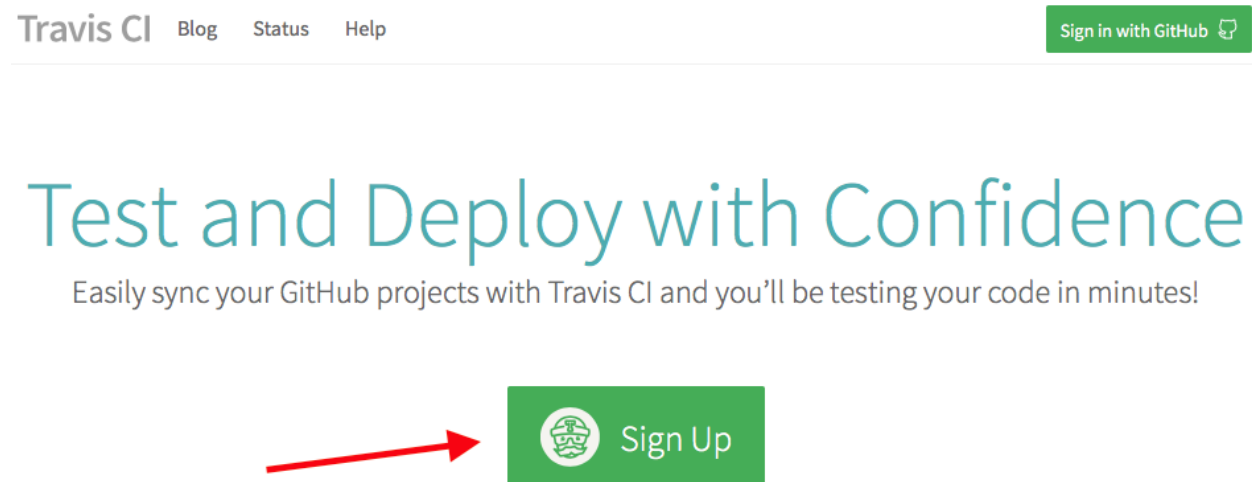 Travis CI Blog Status Help Sign in with GitHub
Test and Deploy with Confidence
Easily sync your GitHub projects with Travis CI and you’ll be testing your code in minutes!
Sign Up